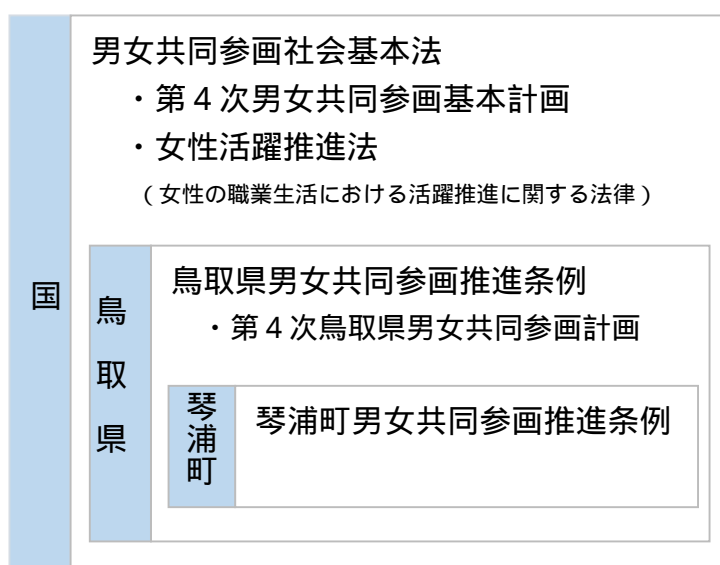 国
男女共同参画社会基本法
・第４次男女共同参画基本計画
・女性活躍推進法
（女性の職業生活における活躍推進に関する法律）
鳥取県
鳥取県男女共同参画推進条例
・第４次鳥取県男女共同参画計画
琴浦町
琴浦町男女共同参画推進条例